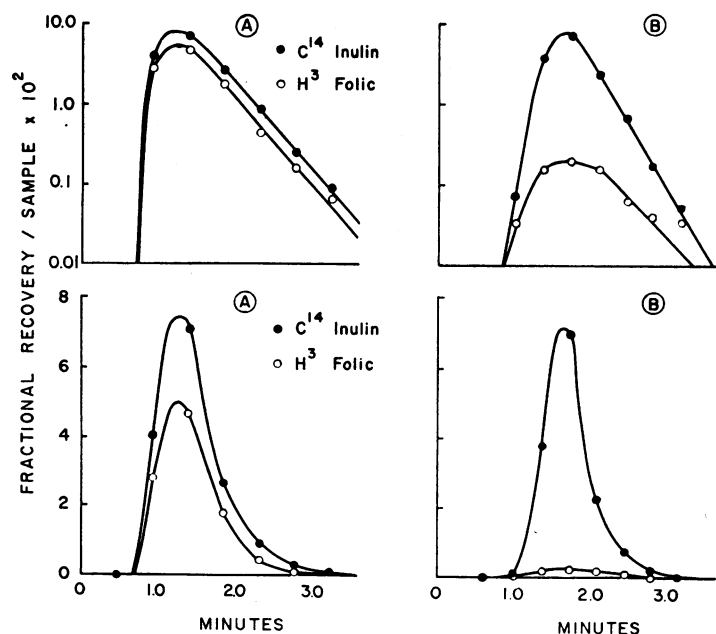 FRACTIONAL RECOVERY / SAMPLE x 10²
A
C¹⁴ Inulin
H³ Folic
10.0
1.0
0.1
0.01
B
A
C¹⁴ Inulin
H³ Folic
8
6
4
2
0
1.0 2.0 3.0
MINUTES
B
1.0 2.0 3.0
MINUTES